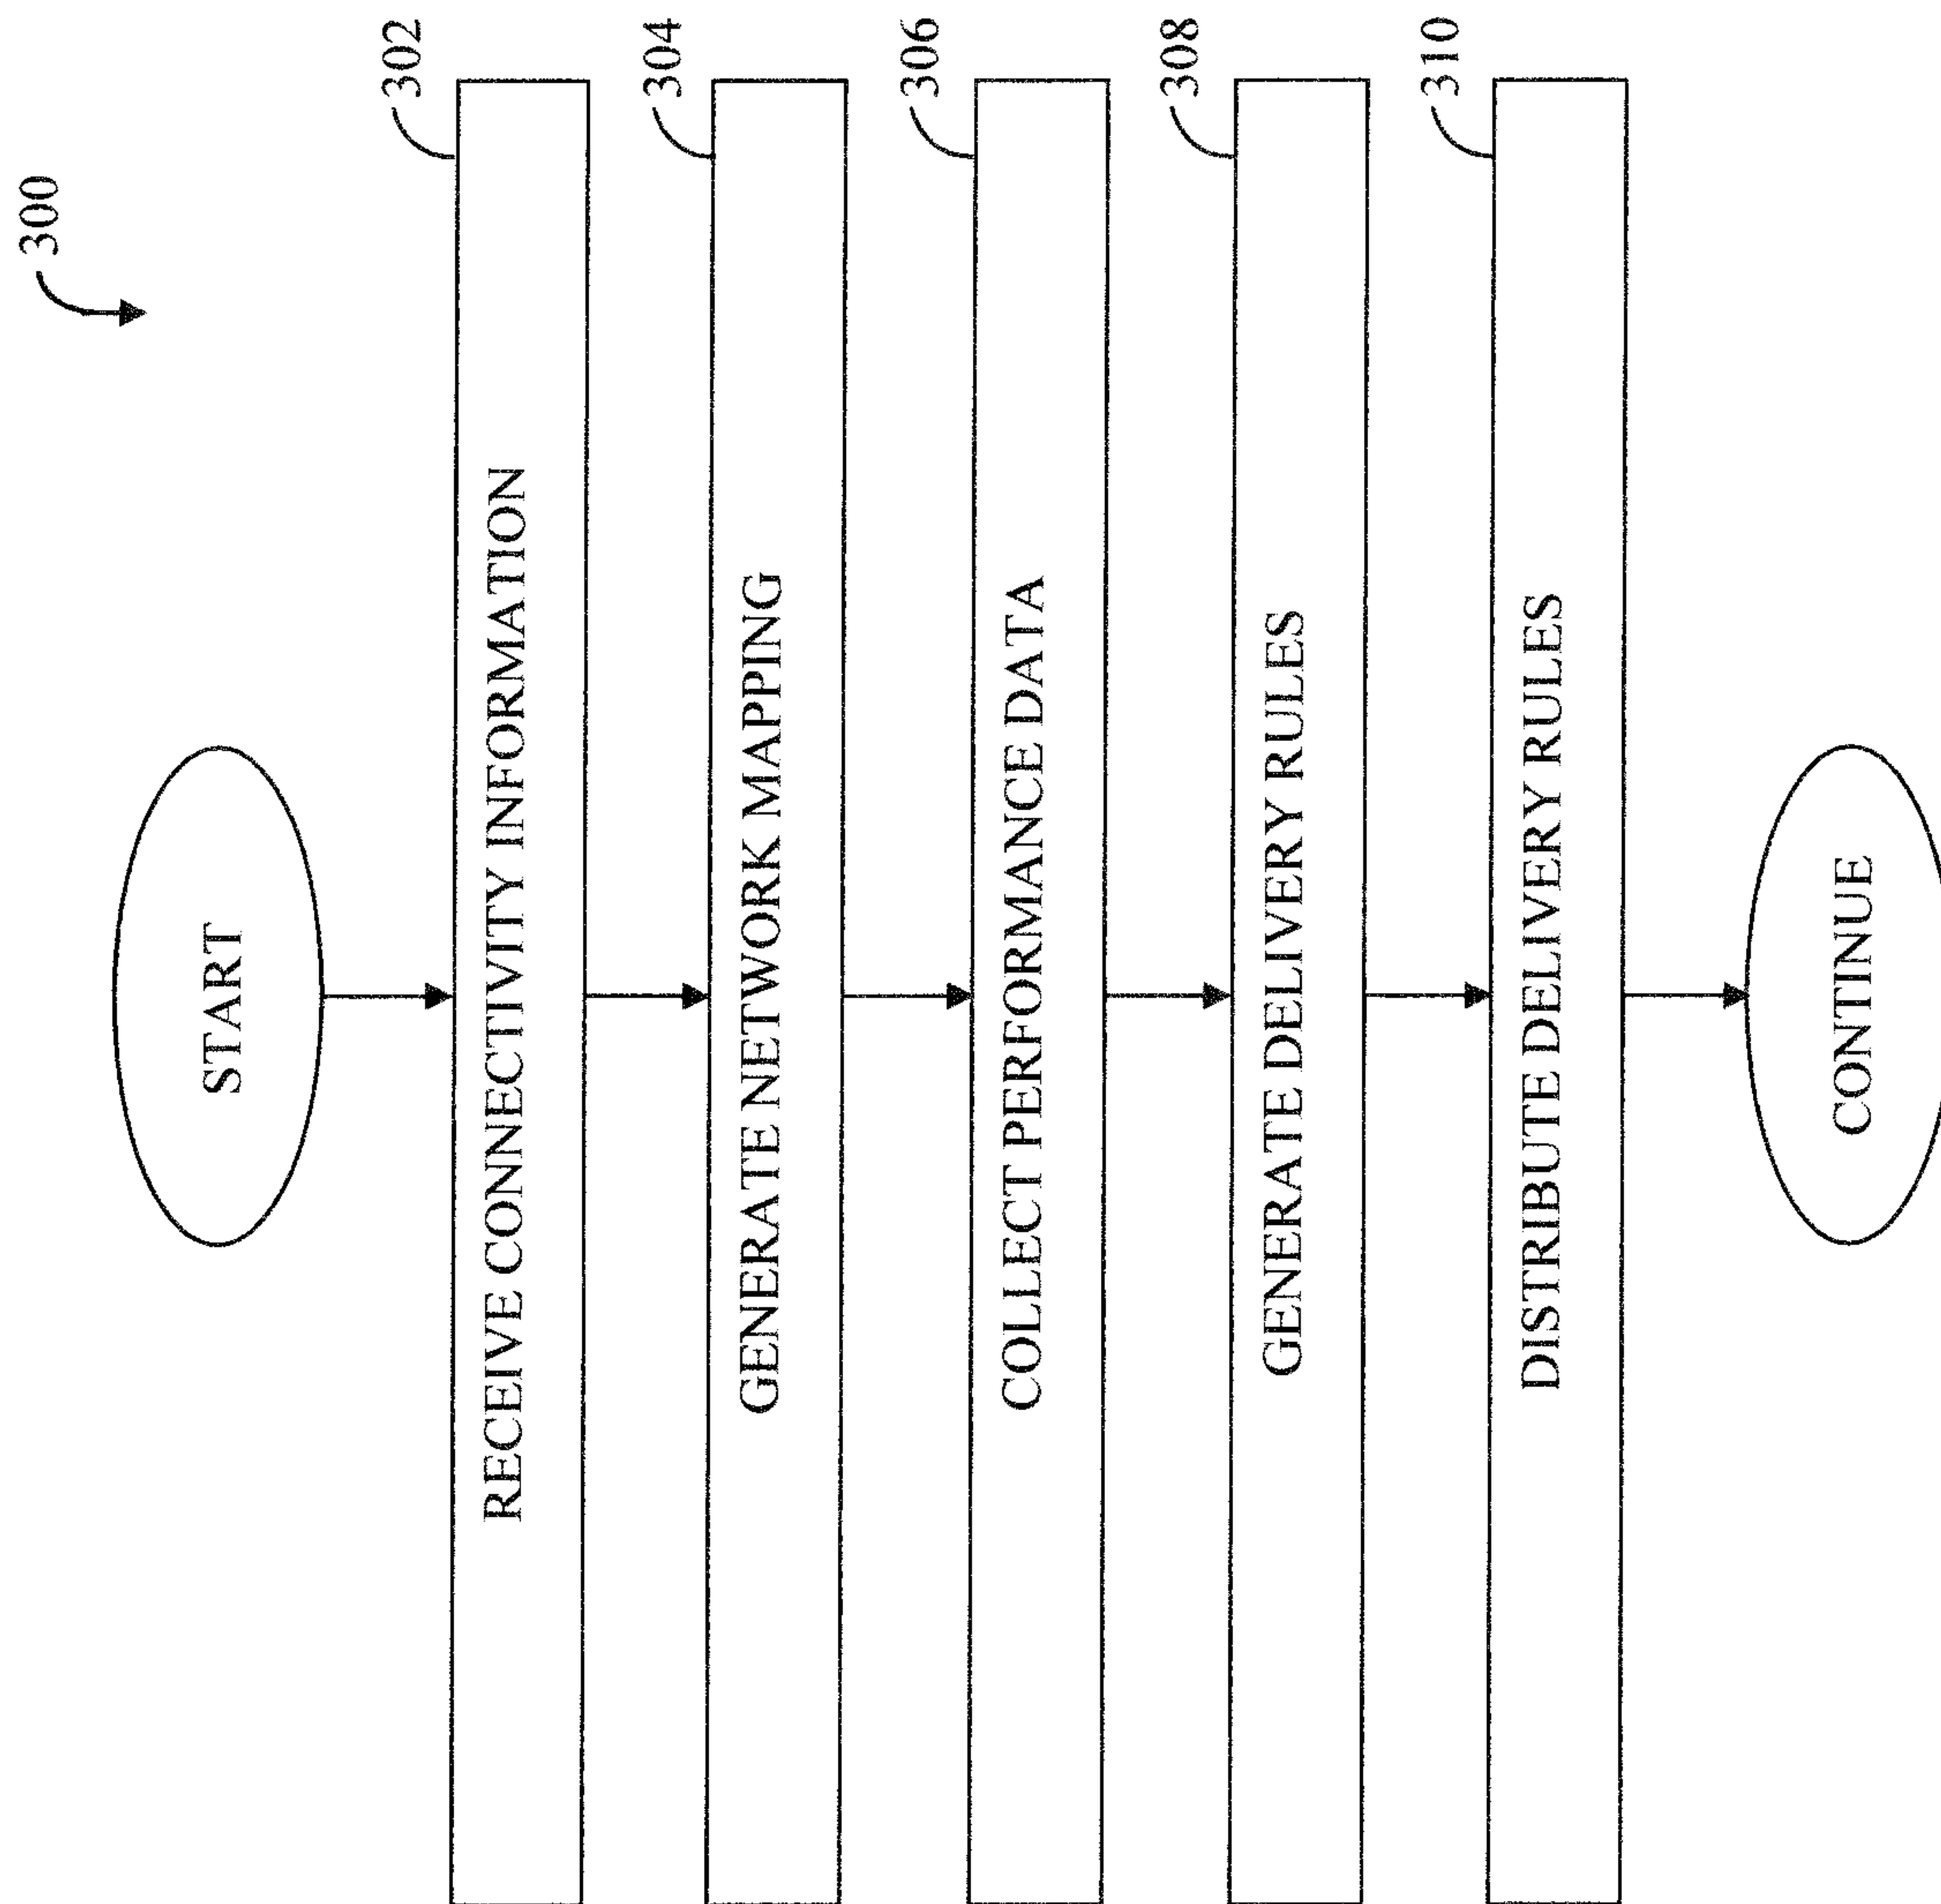 300
START
302
RECEIVE CONNECTIVITY INFORMATION
304
GENERATE NETWORK MAPPING
306
COLLECT PERFORMANCE DATA
308
GENERATE DELIVERY RULES
310
DISTRIBUTE DELIVERY RULES
CONTINUE